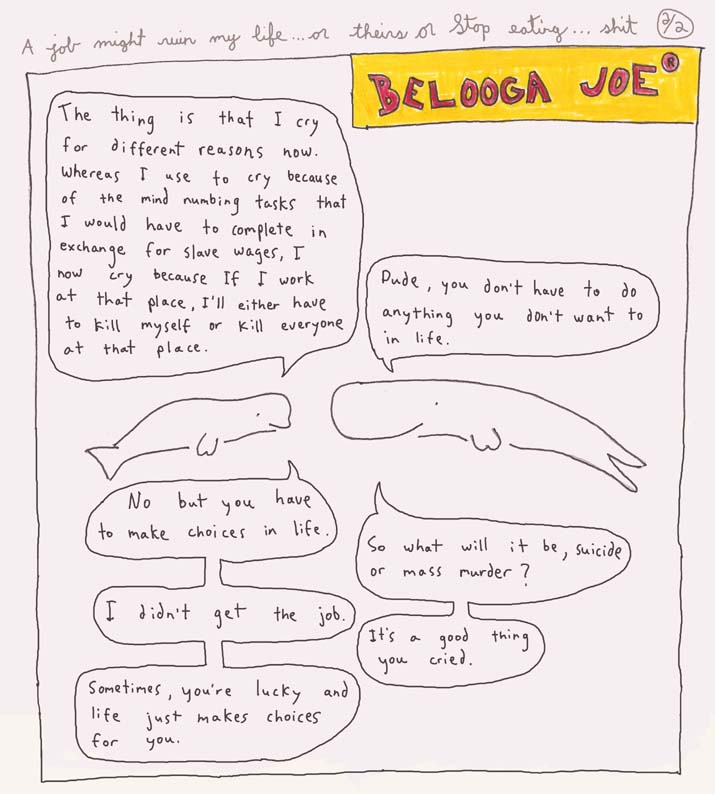 A job might ruin my life...or theirs or Stop eating... shit 2/2
BELOOGA JOE®
The thing is that I cry
for different reasons now.
Whereas I use to cry because
of the mind numbing tasks that
I would have to complete in
exchange for slave wages, I
now cry because If I work
at that place, I'll either have
to kill myself or kill everyone
at that place.
Dude, you don't have to do
anything you don't want to
in life.
No but you have
to make choices in life.
So what will it be, suicide
or mass murder?
I didn't get the job.
It's a good thing
you cried.
Sometimes, you're lucky and
life just makes choices
for you.